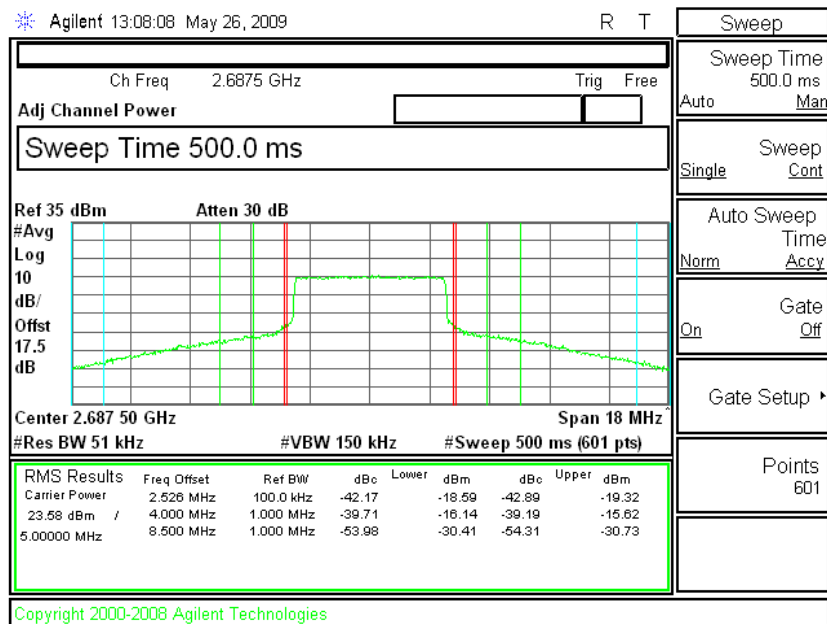 Agilent 13:08:08 May 26, 2009 R T
Ch Freq 2.6875 GHz Trig Free
Adj Channel Power
Sweep Time 500.0 ms
Ref 35 dBm Atten 30 dB
#Avg
Log
10
dB/
Offst
17.5
dB
Center 2.687 50 GHz Span 18 MHz
#Res BW 51 kHz #VBW 150 kHz #Sweep 500 ms (601 pts)
RMS Results Freq Offset Ref BW dBc Lower dBm dBc Upper dBm
Carrier Power 2.526 MHz 100.0 kHz -42.17 -18.59 -42.89 -19.32
23.58 dBm / 4.000 MHz 1.000 MHz -39.71 -16.14 -39.19 -15.62
5.00000 MHz 8.500 MHz 1.000 MHz -53.98 -30.41 -54.31 -30.73
Copyright 2000-2008 Agilent Technologies
Sweep
Sweep Time
500.0 ms
Auto Man
Sweep
Single Cont
Auto Sweep
Time
Norm Accy
Gate
On Off
Gate Setup
Points
601